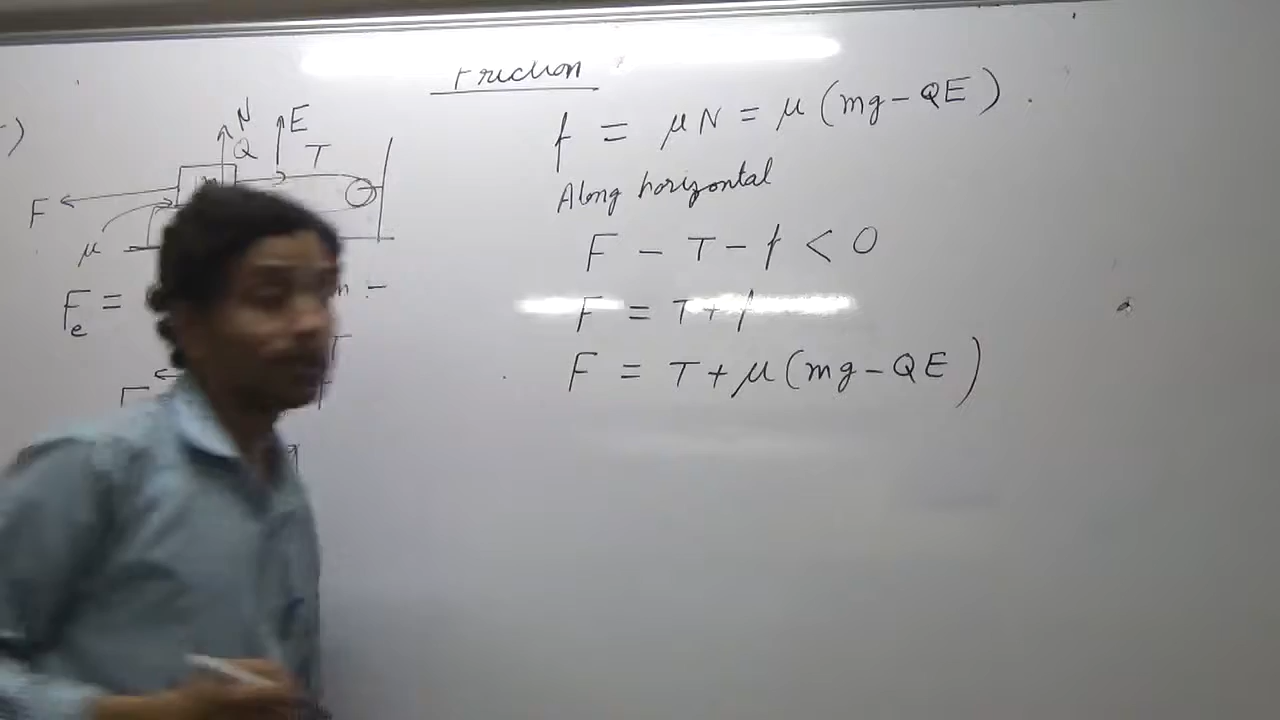 Friction
N
E
Q
T
m
F
μ
Fe =
f = μN = μ(mg-QE).
Along horizontal
F - T - f < 0
F = T + f
F = T + μ(mg-QE)